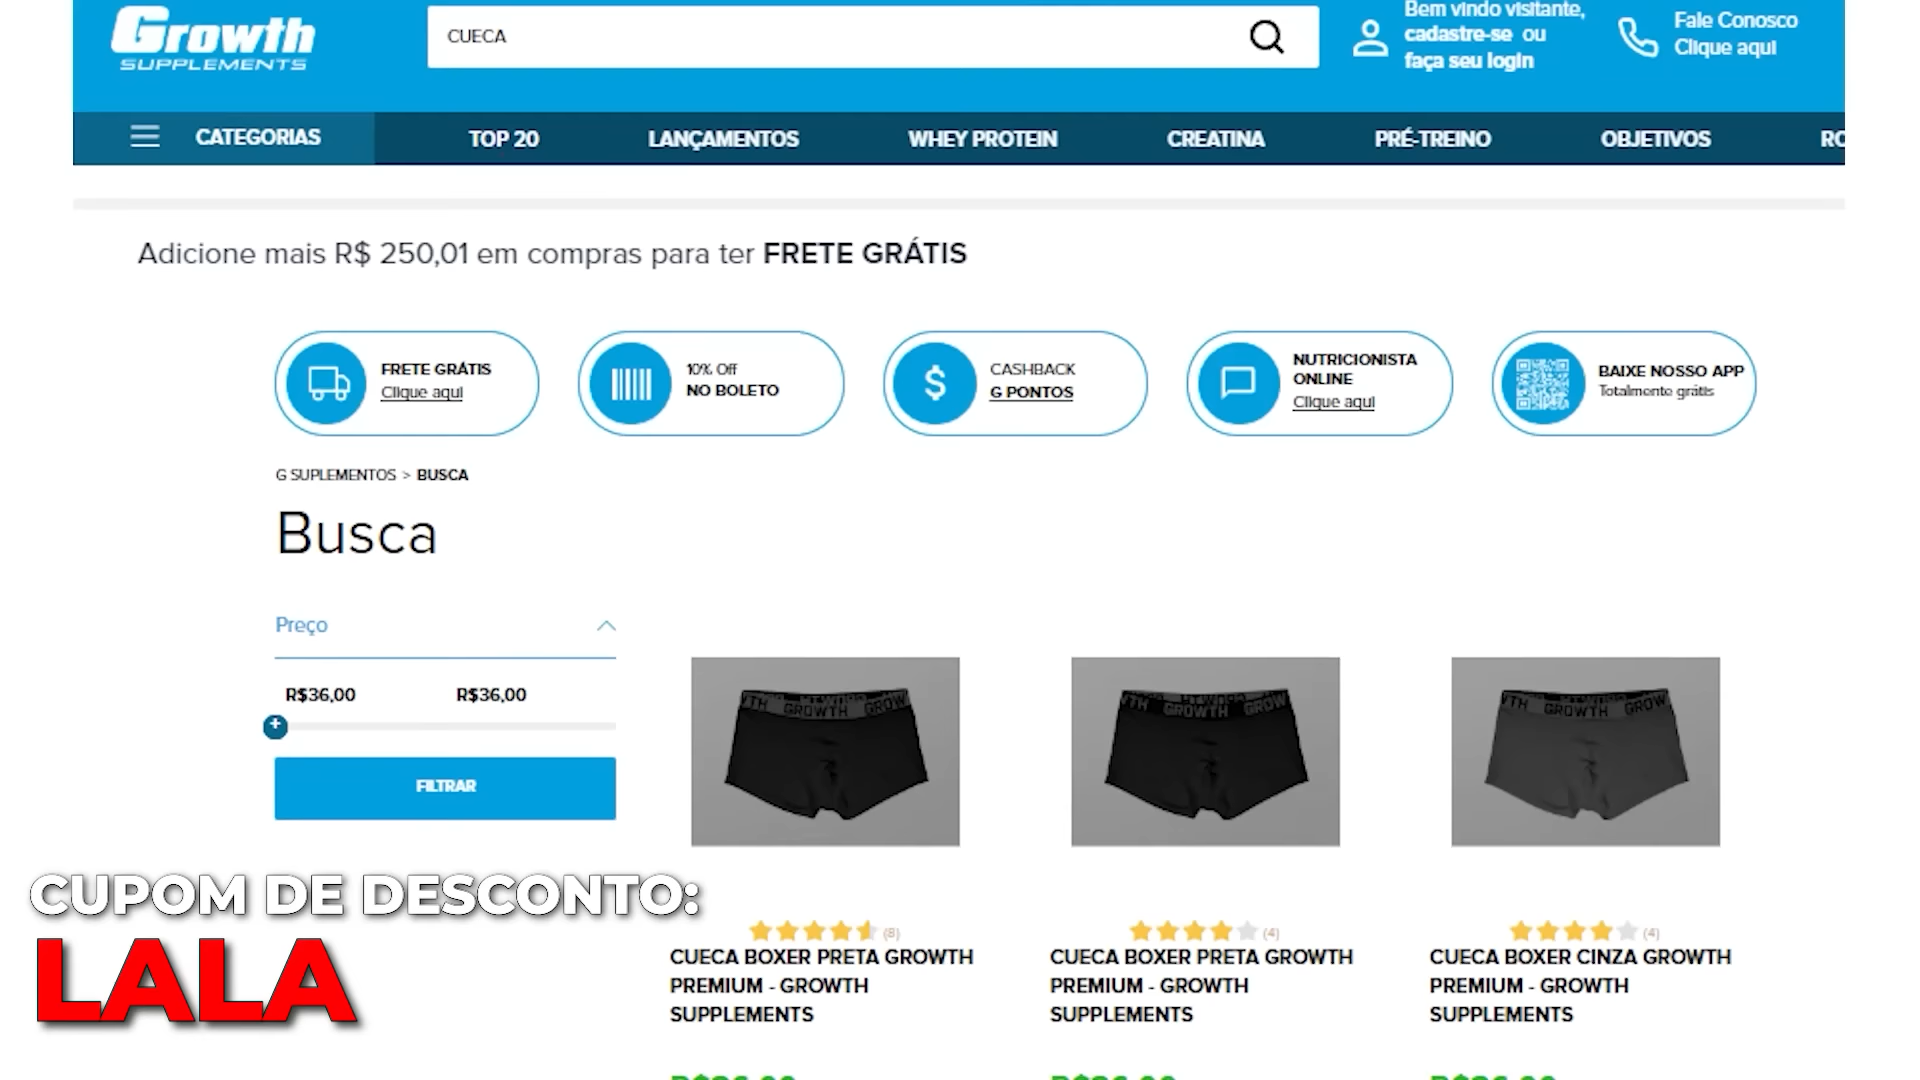 Growth
SUPPLEMENTS
CUECA
Bem vindo visitante,
cadastre-se ou
faça seu login
Fale Conosco
Clique aqui
CATEGORIAS
TOP 20
LANÇAMENTOS
WHEY PROTEIN
CREATINA
PRÉ-TREINO
OBJETIVOS
Adicione mais R$ 250,01 em compras para ter FRETE GRÁTIS
FRETE GRÁTIS
Clique aqui
10% Off
NO BOLETO
CASHBACK
G PONTOS
NUTRICIONISTA
ONLINE
Clique aqui
BAIXE NOSSO APP
Totalmente grátis
G SUPLEMENTOS > BUSCA
Busca
Preço
R$36,00 R$36,00
FILTRAR
GROWTH
GROWTH
GROWTH
(8)
CUECA BOXER PRETA GROWTH
PREMIUM - GROWTH
SUPPLEMENTS
(4)
CUECA BOXER PRETA GROWTH
PREMIUM - GROWTH
SUPPLEMENTS
(4)
CUECA BOXER CINZA GROWTH
PREMIUM - GROWTH
SUPPLEMENTS
CUPOM DE DESCONTO:
LALA